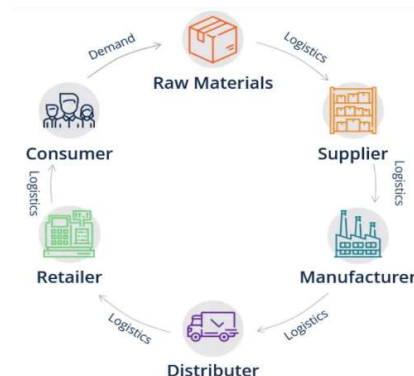 Demand
Logistics
Raw Materials
Consumer
Supplier
Logistics
Logistics
Retailer
Manufacturer
Logistics
Logistics
Distributer